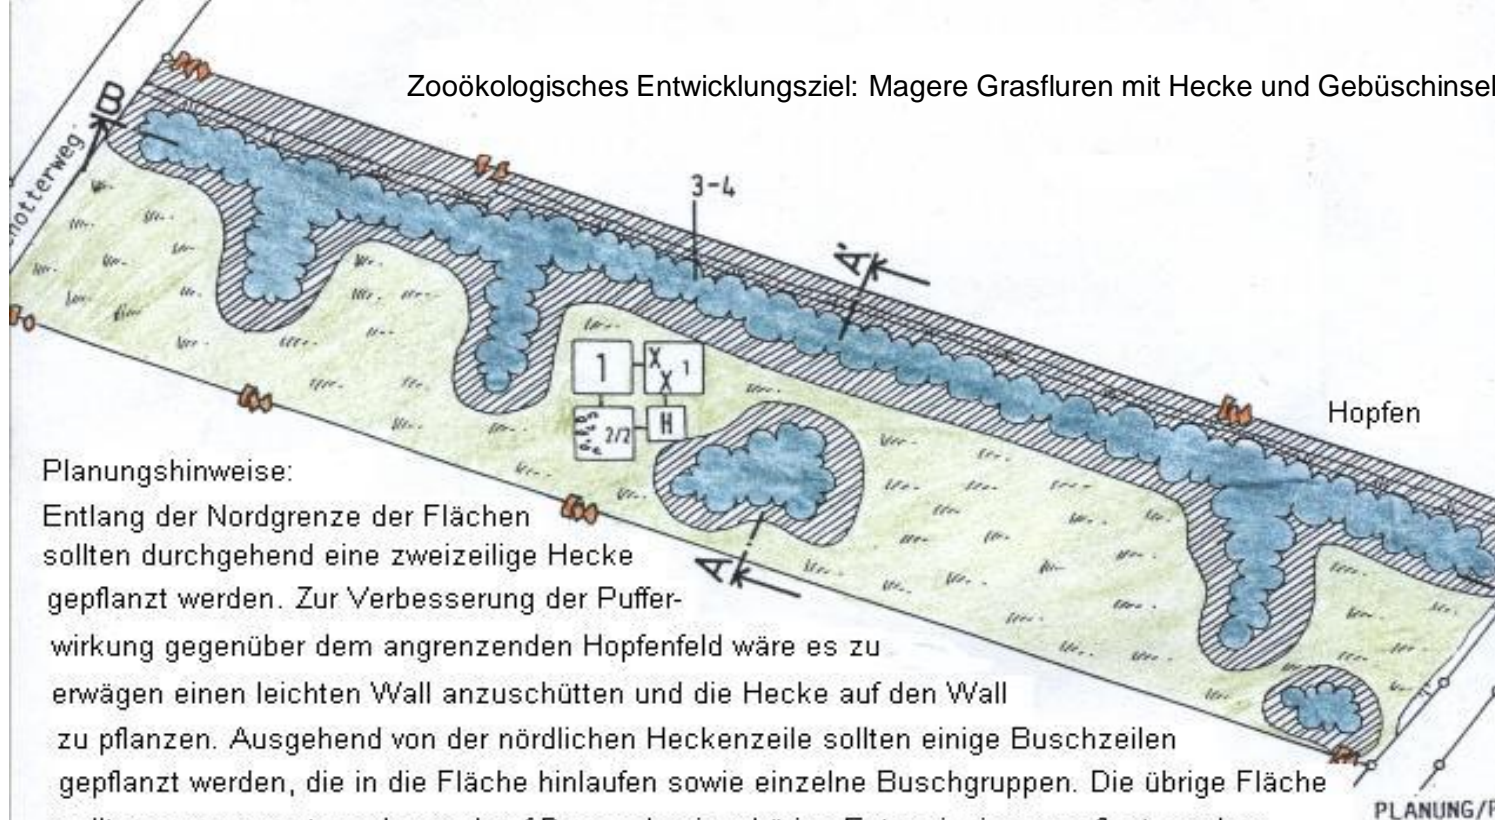 Zooökologisches Entwicklungsziel: Magere Grasfluren mit Hecke und Gebüschinsel
B
3-4
A'
Hopfen
1
X X 1
2/2
H
A
Planungshinweise:
Entlang der Nordgrenze der Flächen
sollten durchgehend eine zweizeilige Hecke
gepflanzt werden. Zur Verbesserung der Puffer-
wirkung gegenüber dem angrenzenden Hopfenfeld wäre es zu
erwägen einen leichten Wall anzuschütten und die Hecke auf den Wall
zu pflanzen. Ausgehend von der nördlichen Heckenzeile sollten einige Buschzeilen
gepflanzt werden, die in die Fläche hinlaufen sowie einzelne Buschgruppen. Die übrige Fläche
PLANUNG/